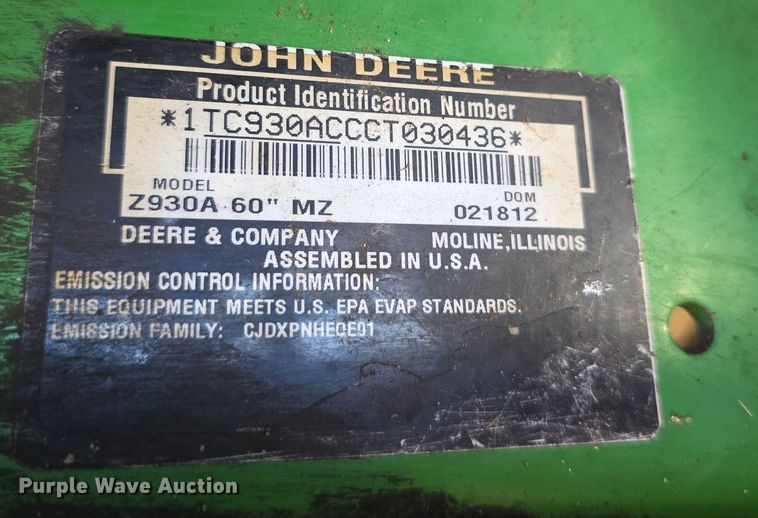 JOHN DEERE
Product Identification Number
*1TC930ACCCT030436*
MODEL DOM
Z930A 60" MZ 021812
DEERE & COMPANY MOLINE, ILLINOIS
ASSEMBLED IN U.S.A.
EMISSION CONTROL INFORMATION:
THIS EQUIPMENT MEETS U.S. EPA EVAP STANDARDS.
EMISSION FAMILY: CJDXPNHEQE01
Purple Wave Auction